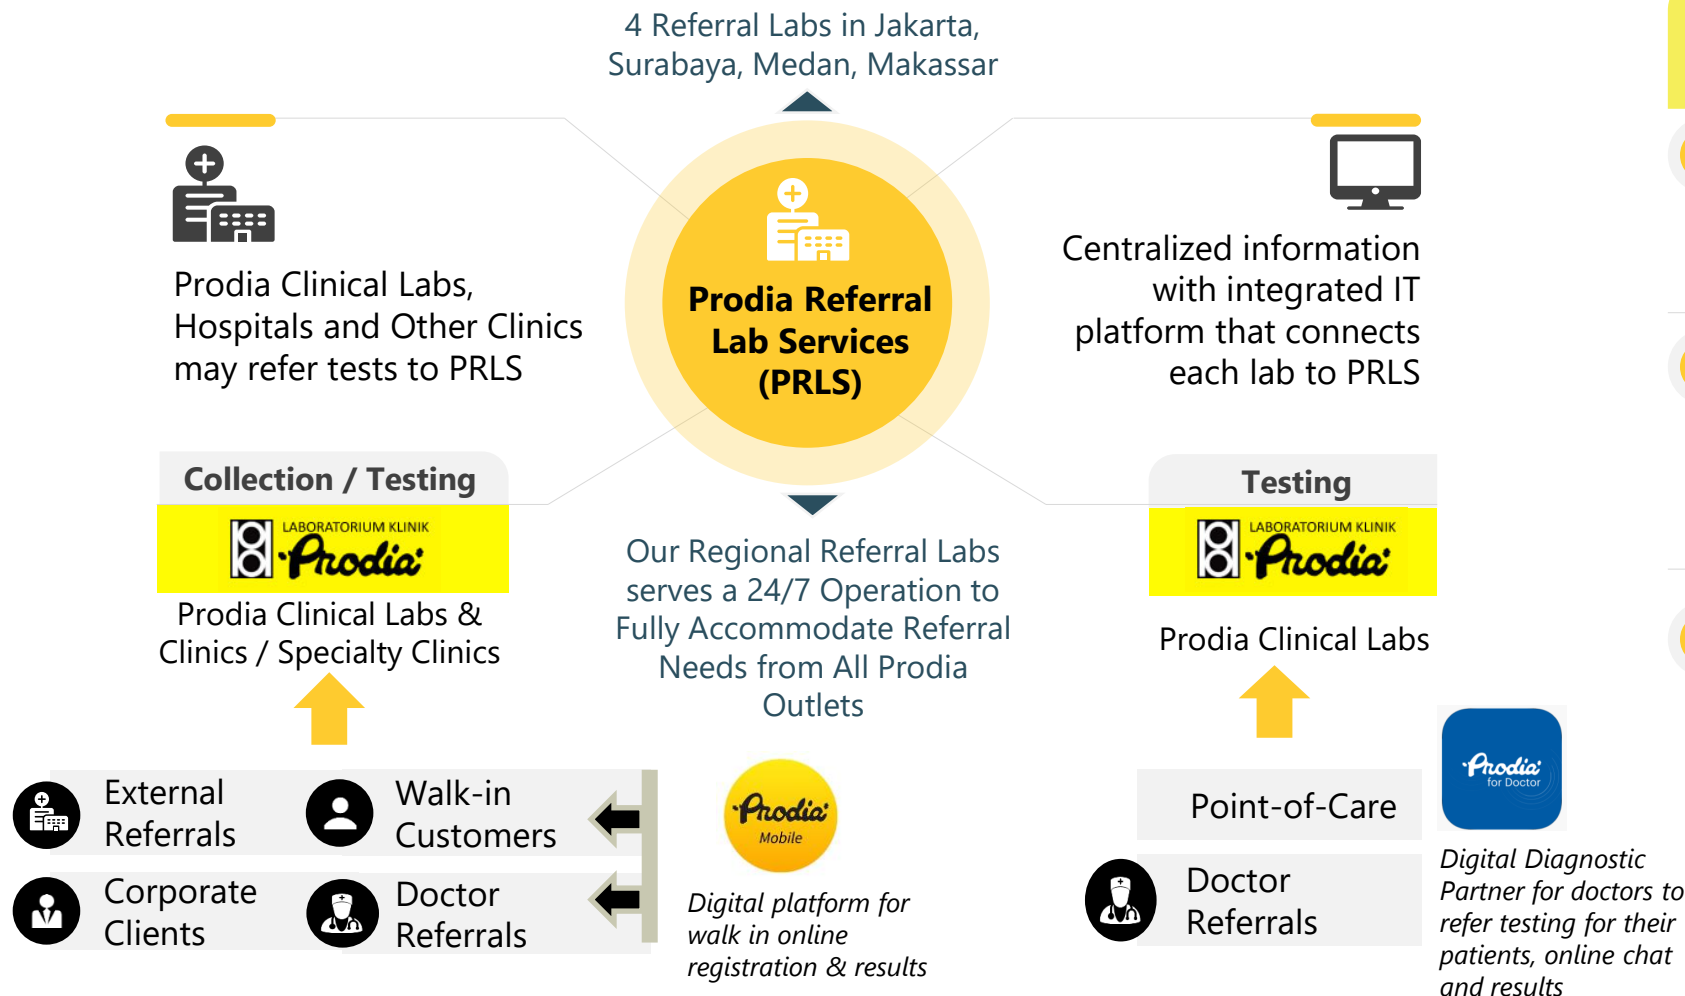 4 Referral Labs in Jakarta,
Surabaya, Medan, Makassar
Prodia Clinical Labs,
Hospitals and Other Clinics
may refer tests to PRLS
Prodia Referral
Lab Services
(PRLS)
Centralized information
with integrated IT
platform that connects
each lab to PRLS
Collection / Testing
LABORATORIUM KLINIK
Prodia
Prodia Clinical Labs &
Clinics / Specialty Clinics
Our Regional Referral Labs
serves a 24/7 Operation to
Fully Accommodate Referral
Needs from All Prodia
Outlets
Testing
LABORATORIUM KLINIK
Prodia
Prodia Clinical Labs
External
Referrals
Walk-in
Customers
Corporate
Clients
Doctor
Referrals
Prodia
Mobile
Digital platform for
walk in online
registration & results
Point-of-Care
Doctor
Referrals
Prodia
for Doctor
Digital Diagnostic
Partner for doctors to
refer testing for their
patients, online chat
and results